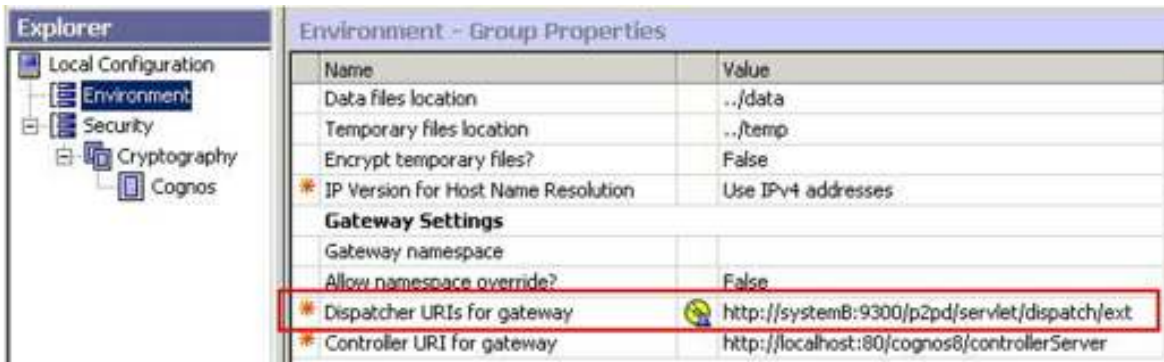 Explorer
Local Configuration
Environment
Security
Cryptography
Cognos
Environment - Group Properties
Name Value
Data files location ../data
Temporary files location ../temp
Encrypt temporary files? False
* IP Version for Host Name Resolution Use IPv4 addresses
Gateway Settings
Gateway namespace
Allow namespace override? False
* Dispatcher URIs for gateway http://systemB:9300/p2pd/servlet/dispatch/ext
* Controller URI for gateway http://localhost:80/cognos8/controllerServer